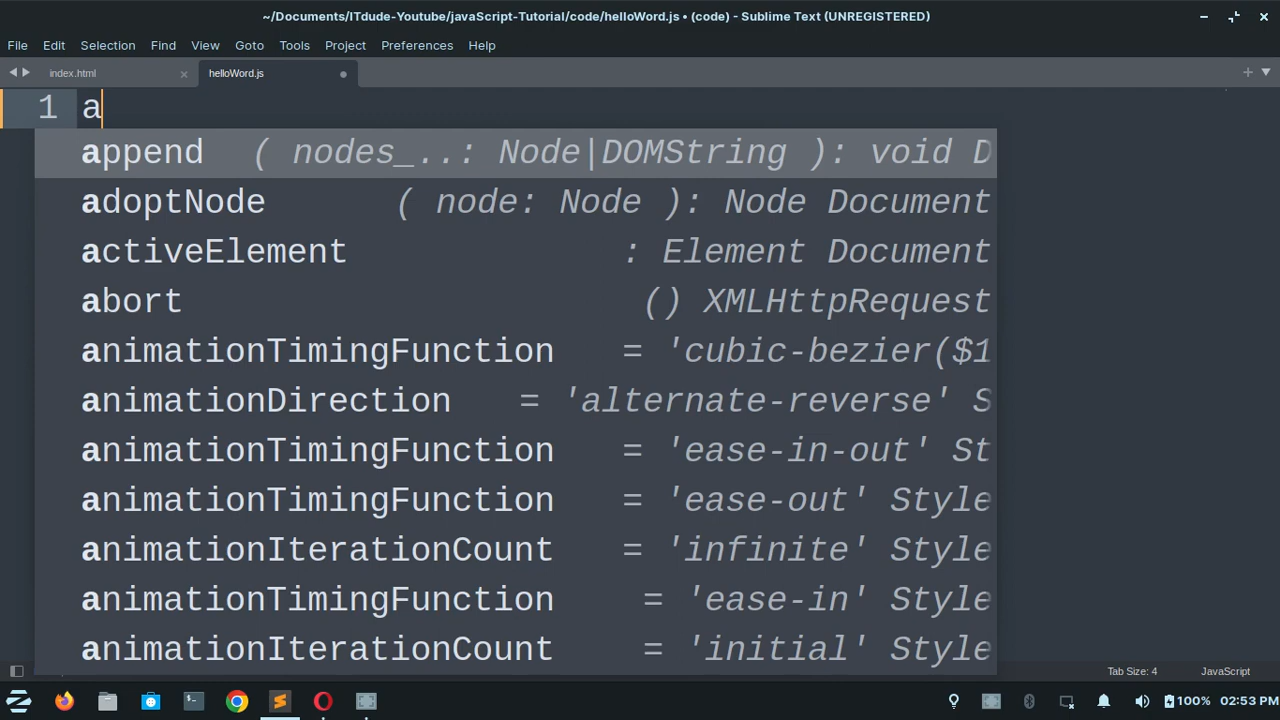 ~/Documents/ITdude-Youtube/javaScript-Tutorial/code/helloWord.js • (code) - Sublime Text (UNREGISTERED)
File Edit Selection Find View Goto Tools Project Preferences Help
index.html helloWord.js
1 a
append ( nodes_..: Node|DOMString ): void D
adoptNode ( node: Node ): Node Document
activeElement : Element Document
abort () XMLHttpRequest
animationTimingFunction = 'cubic-bezier($1
animationDirection = 'alternate-reverse' S
animationTimingFunction = 'ease-in-out' St
animationTimingFunction = 'ease-out' Style
animationIterationCount = 'infinite' Style
animationTimingFunction = 'ease-in' Style
animationIterationCount = 'initial' Style
Tab Size: 4 JavaScript
100% 02:53 PM